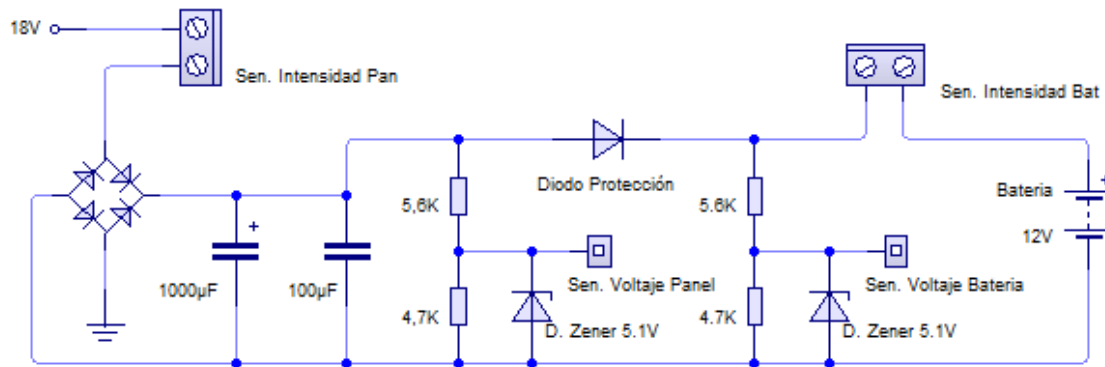 18V
Sen. Intensidad Pan
Sen. Intensidad Bat
Diodo Protección
Bateria
+
12V
5,6K
5.6K
+
1000µF
100µF
4,7K
4.7K
Sen. Voltaje Panel
Sen. Voltaje Bateria
D. Zener 5.1V
D. Zener 5.1V